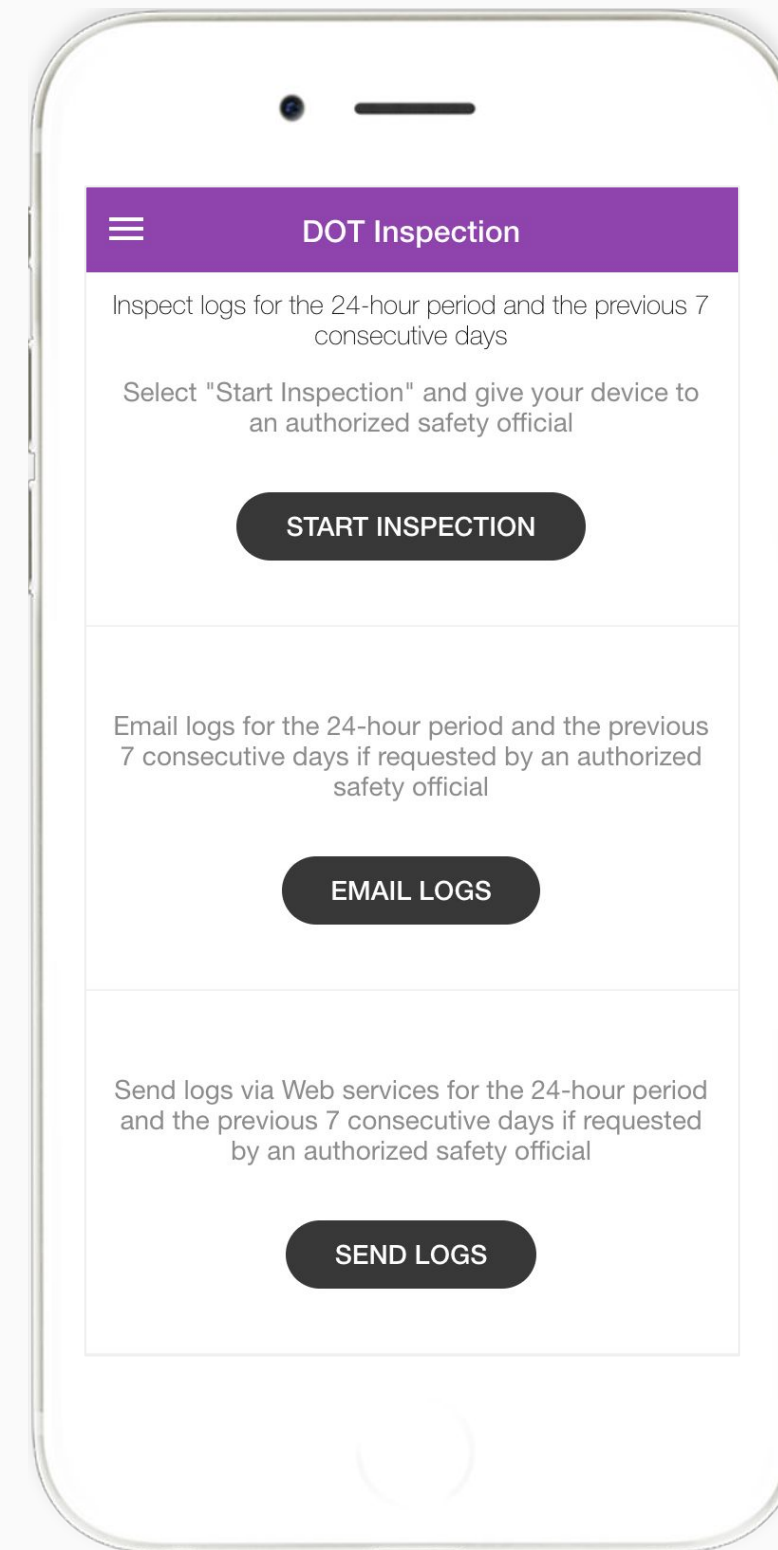 DOT Inspection
Inspect logs for the 24-hour period and the previous 7
consecutive days
Select "Start Inspection" and give your device to
an authorized safety official
START INSPECTION
Email logs for the 24-hour period and the previous
7 consecutive days if requested by an authorized
safety official
EMAIL LOGS
Send logs via Web services for the 24-hour period
and the previous 7 consecutive days if requested
by an authorized safety official
SEND LOGS